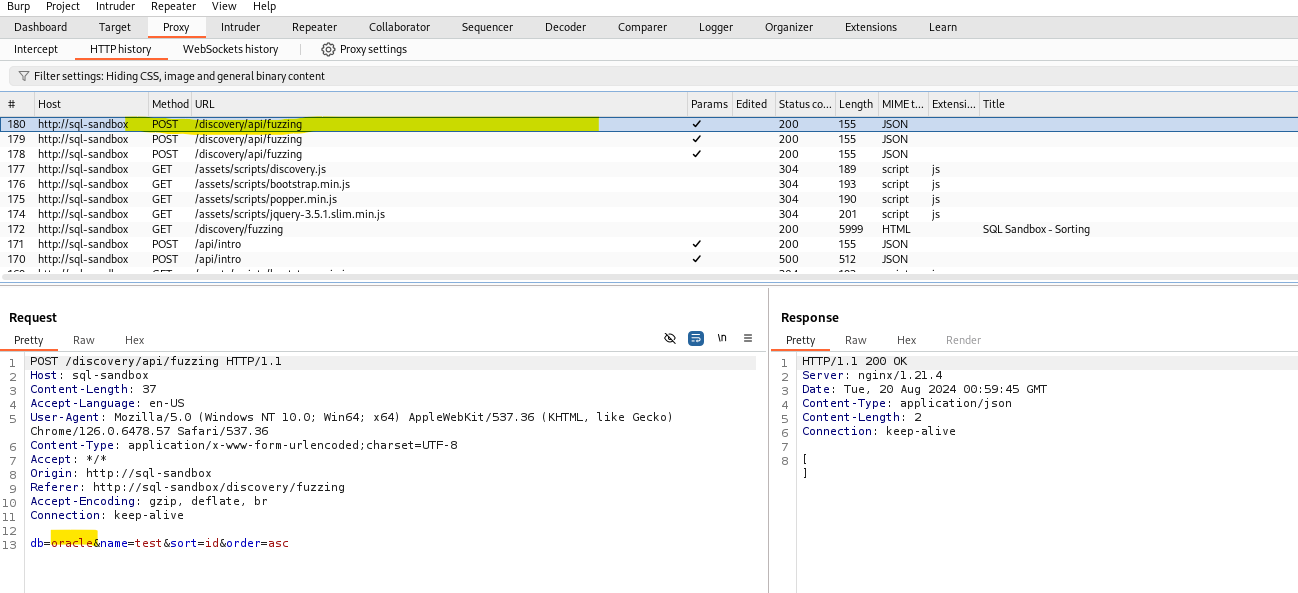 Burp Project Intruder Repeater View Help
Dashboard Target Proxy Intruder Repeater Collaborator Sequencer Decoder Comparer Logger Organizer Extensions Learn
Intercept HTTP history WebSockets history Proxy settings
Filter settings: Hiding CSS, image and general binary content
# Host Method URL Params Edited Status co... Length MIME t... Extensi... Title
180 http://sql-sandbox POST /discovery/api/fuzzing ✓ 200 155 JSON
179 http://sql-sandbox POST /discovery/api/fuzzing ✓ 200 155 JSON
178 http://sql-sandbox POST /discovery/api/fuzzing ✓ 200 155 JSON
177 http://sql-sandbox GET /assets/scripts/discovery.js 304 189 script js
176 http://sql-sandbox GET /assets/scripts/bootstrap.min.js 304 193 script js
175 http://sql-sandbox GET /assets/scripts/popper.min.js 304 190 script js
174 http://sql-sandbox GET /assets/scripts/jquery-3.5.1.slim.min.js 304 201 script js
172 http://sql-sandbox GET /discovery/fuzzing 200 5999 HTML SQL Sandbox - Sorting
171 http://sql-sandbox POST /api/intro ✓ 200 155 JSON
170 http://sql-sandbox POST /api/intro ✓ 500 512 JSON
Request
Pretty Raw Hex \n
1 POST /discovery/api/fuzzing HTTP/1.1
2 Host: sql-sandbox
3 Content-Length: 37
4 Accept-Language: en-US
5 User-Agent: Mozilla/5.0 (Windows NT 10.0; Win64; x64) AppleWebKit/537.36 (KHTML, like Gecko)
Chrome/126.0.6478.57 Safari/537.36
6 Content-Type: application/x-www-form-urlencoded;charset=UTF-8
7 Accept: */*
8 Origin: http://sql-sandbox
9 Referer: http://sql-sandbox/discovery/fuzzing
10 Accept-Encoding: gzip, deflate, br
11 Connection: keep-alive
12
13 db=oracle&name=test&sort=id&order=asc
Response
Pretty Raw Hex Render
1 HTTP/1.1 200 OK
2 Server: nginx/1.21.4
3 Date: Tue, 20 Aug 2024 00:59:45 GMT
4 Content-Type: application/json
5 Content-Length: 2
6 Connection: keep-alive
7
8 [
]